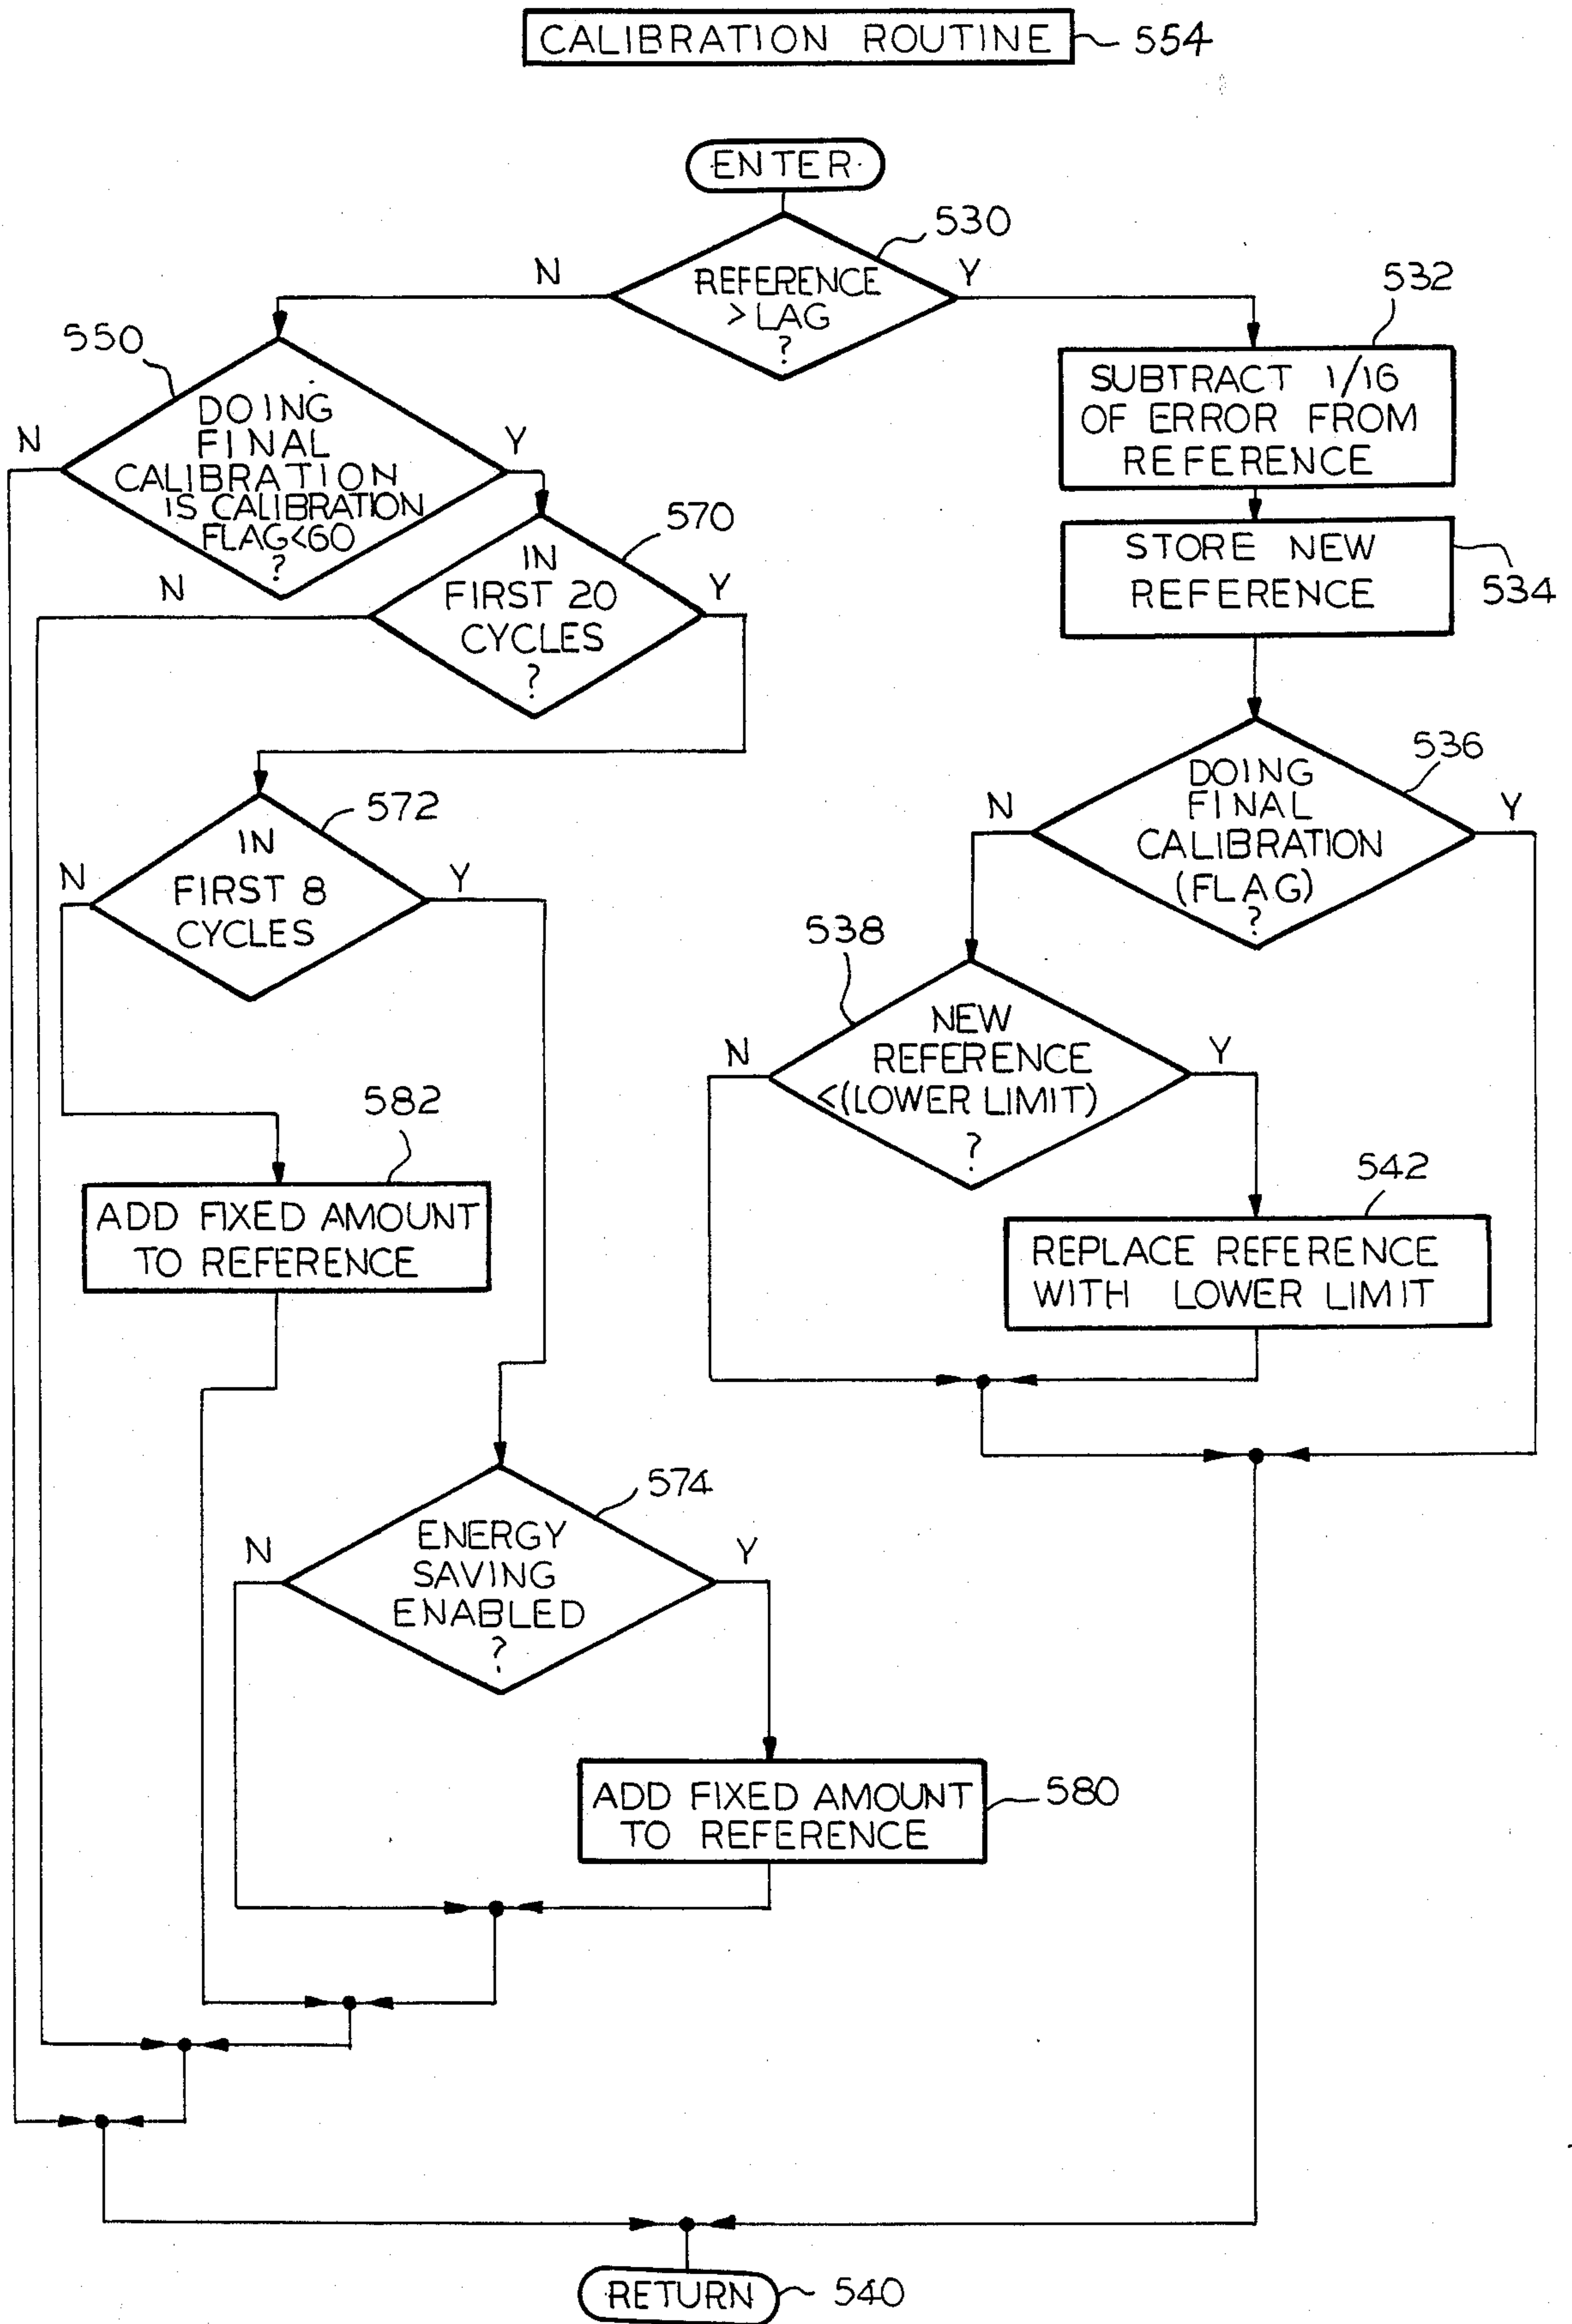 CALIBRATION ROUTINE 554
ENTER
530
REFERENCE
> LAG
?
N
Y
532
SUBTRACT 1/16
OF ERROR FROM
REFERENCE
550
DOING
FINAL
CALIBRATION
IS CALIBRATION
FLAG<60
?
N
Y
570
IN
FIRST 20
CYCLES
?
N
Y
STORE NEW
REFERENCE
534
536
DOING
FINAL
CALIBRATION
(FLAG)
?
N
Y
572
IN
FIRST 8
CYCLES
N
Y
538
NEW
REFERENCE
<(LOWER LIMIT)
?
N
Y
582
ADD FIXED AMOUNT
TO REFERENCE
542
REPLACE REFERENCE
WITH LOWER LIMIT
574
ENERGY
SAVING
ENABLED
?
N
Y
ADD FIXED AMOUNT
TO REFERENCE
580
RETURN 540